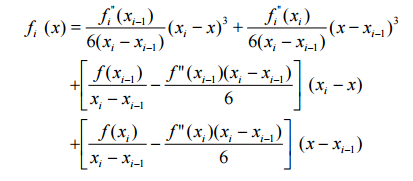 f_i (x) = \frac{f_i^{"}(x_{i-1})}{6(x_i - x_{i-1})}(x_i - x)^3 + \frac{f_i^{"}(x_i)}{6(x_i - x_{i-1})}(x - x_{i-1})^3
+\left[ \frac{f(x_{i-1})}{x_i - x_{i-1}} - \frac{f"(x_{i-1})(x_i - x_{i-1})}{6} \right] (x_i - x)
+\left[ \frac{f(x_i)}{x_i - x_{i-1}} - \frac{f"(x_i)(x_i - x_{i-1})}{6} \right] (x - x_{i-1})